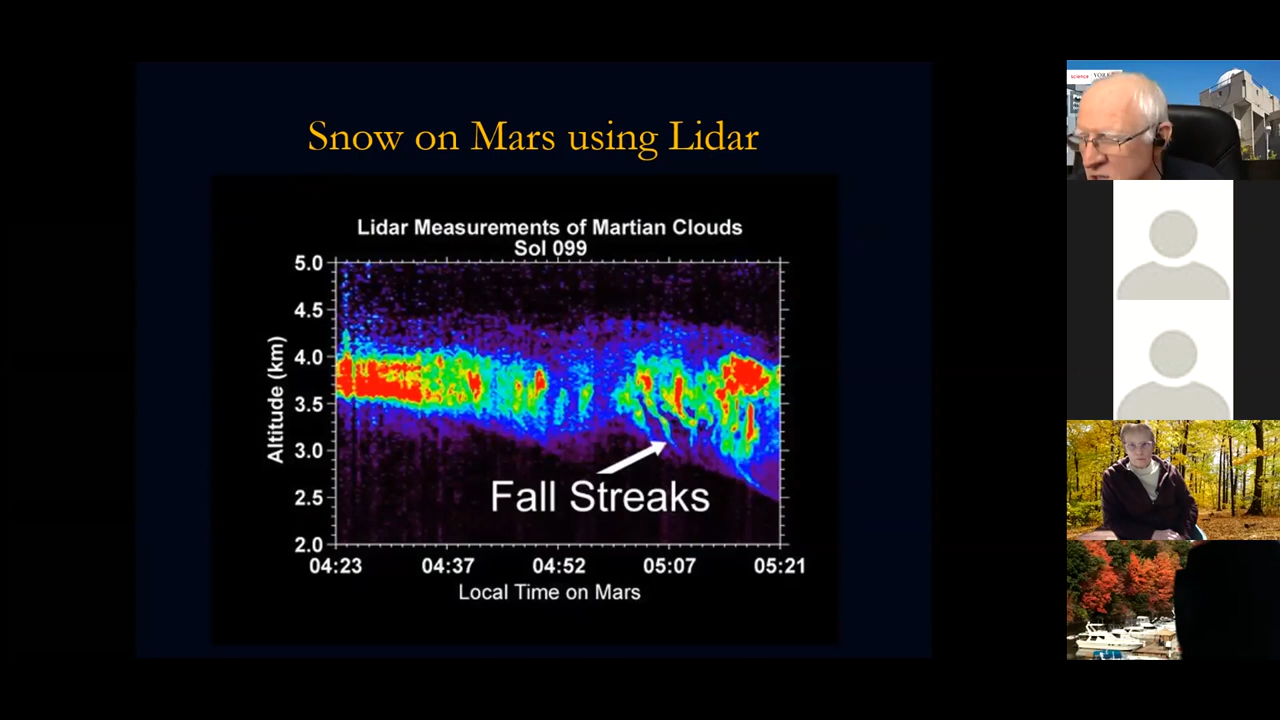 Snow on Mars using Lidar
Lidar Measurements of Martian Clouds
Sol 099
5.0
4.5
4.0
3.5
3.0
2.5
2.0
Altitude (km)
Fall Streaks
04:23 04:37 04:52 05:07 05:21
Local Time on Mars
science